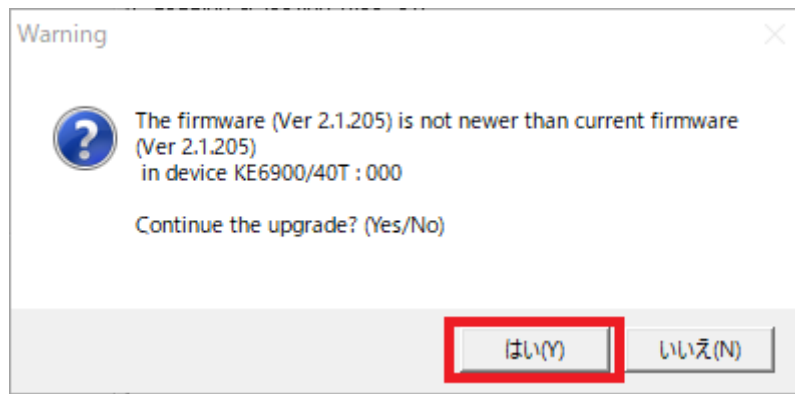 Warning
The firmware (Ver 2.1.205) is not newer than current firmware
(Ver 2.1.205)
in device KE6900/40T : 000
Continue the upgrade? (Yes/No)
はい(Y)
いいえ(N)